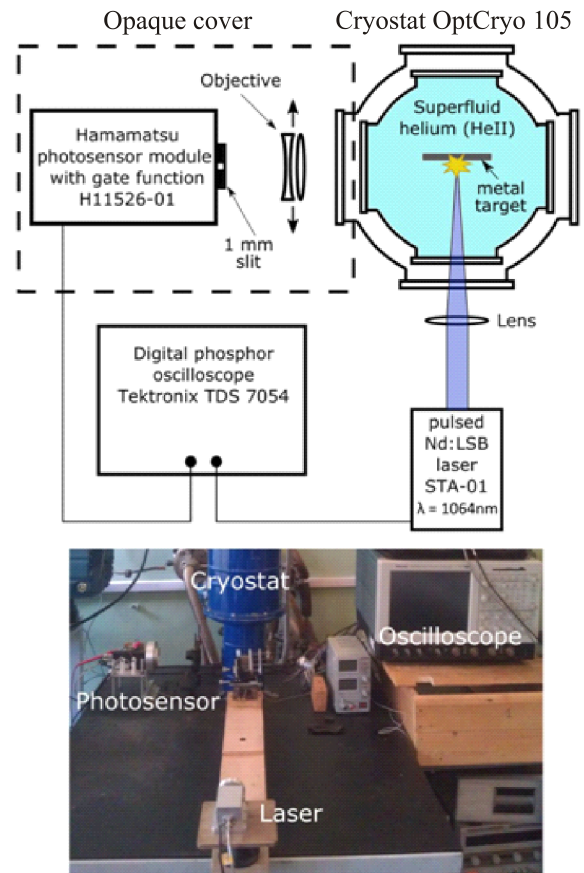 Opaque cover
Cryostat OptCryo 105
Objective
Hamamatsu
photosensor module
with gate function
H11526-01
1 mm
slit
Superfluid
helium (HeII)
metal
target
Lens
Digital phosphor
oscilloscope
Tektronix TDS 7054
pulsed
Nd:LSB
laser
STA-01
λ = 1064nm
Cryostat
Oscilloscope
Photosensor
Laser